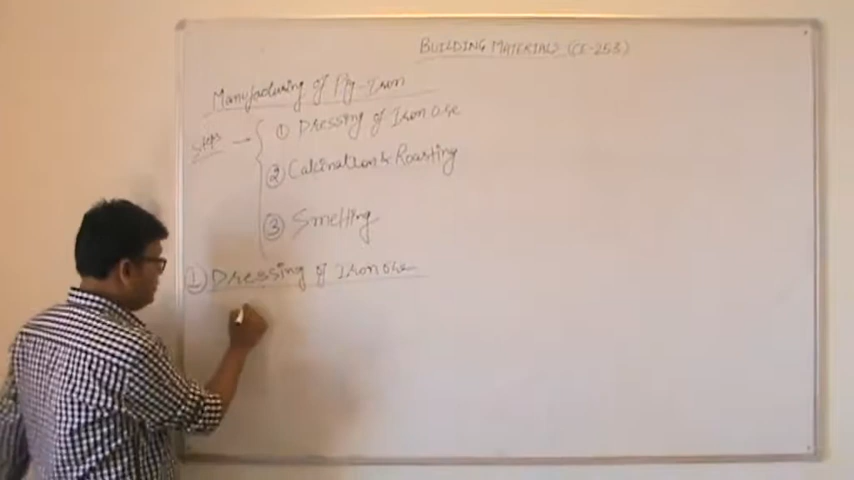 BUILDING MATERIALS (CE-253)
Manufacturing of Pig-Iron
Steps → ① Dressing of Iron Ore
② Calcination & Roasting
③ Smelting
① Dressing of Iron Ore